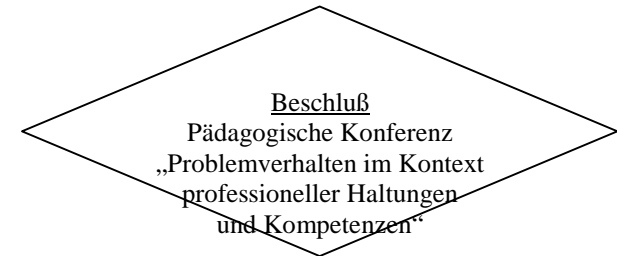 Beschluß
Pädagogische Konferenz
„Problemverhalten im Kontext
professioneller Haltungen
und Kompetenzen“